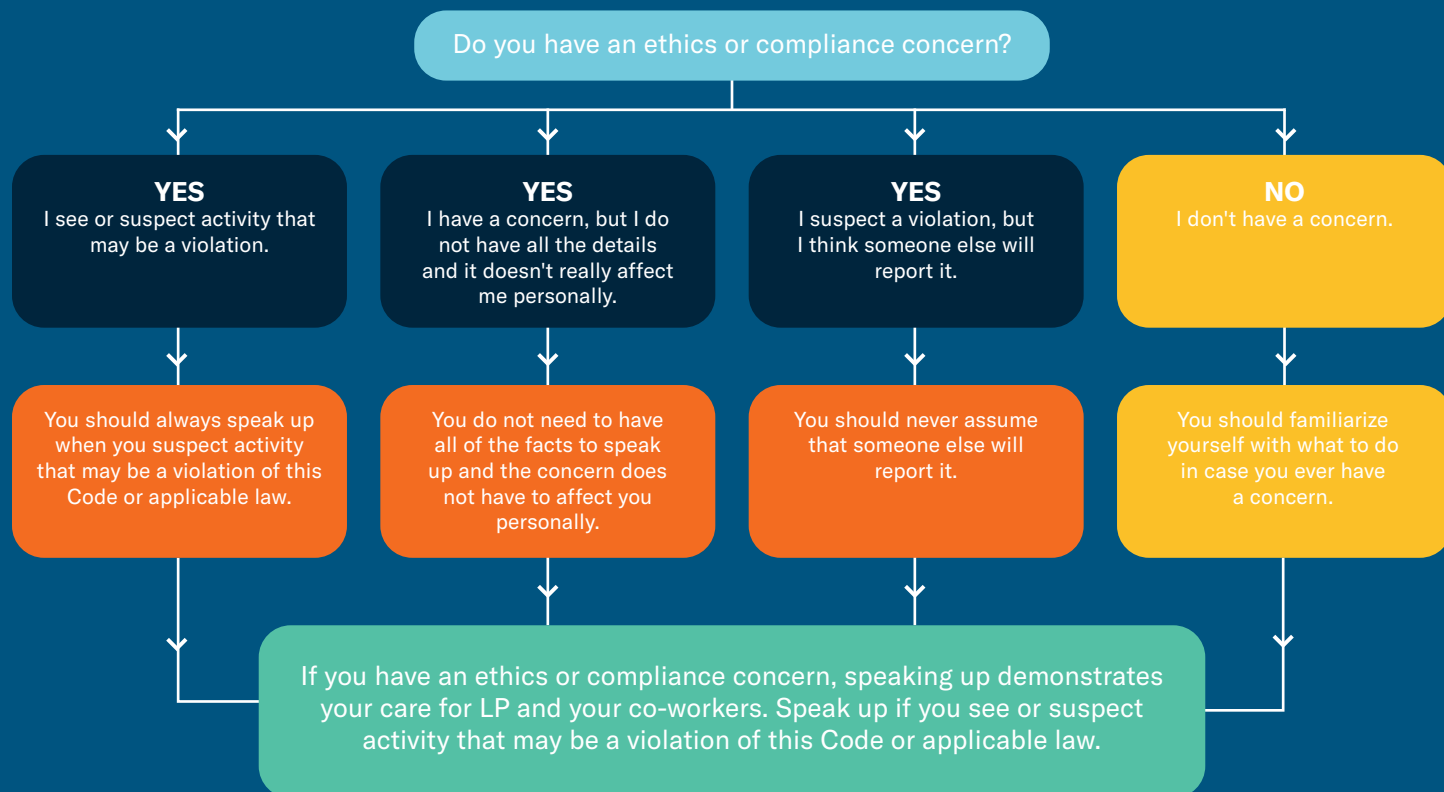 Do you have an ethics or compliance concern?
YES
I see or suspect activity that
may be a violation.
YES
I have a concern, but I do
not have all the details
and it doesn't really affect
me personally.
YES
I suspect a violation, but
I think someone else will
report it.
NO
I don't have a concern.
You should always speak up
when you suspect activity
that may be a violation of this
Code or applicable law.
You do not need to have
all of the facts to speak
up and the concern does
not have to affect you
personally.
You should never assume
that someone else will
report it.
You should familiarize
yourself with what to do
in case you ever have
a concern.
If you have an ethics or compliance concern, speaking up demonstrates
your care for LP and your co-workers. Speak up if you see or suspect
activity that may be a violation of this Code or applicable law.